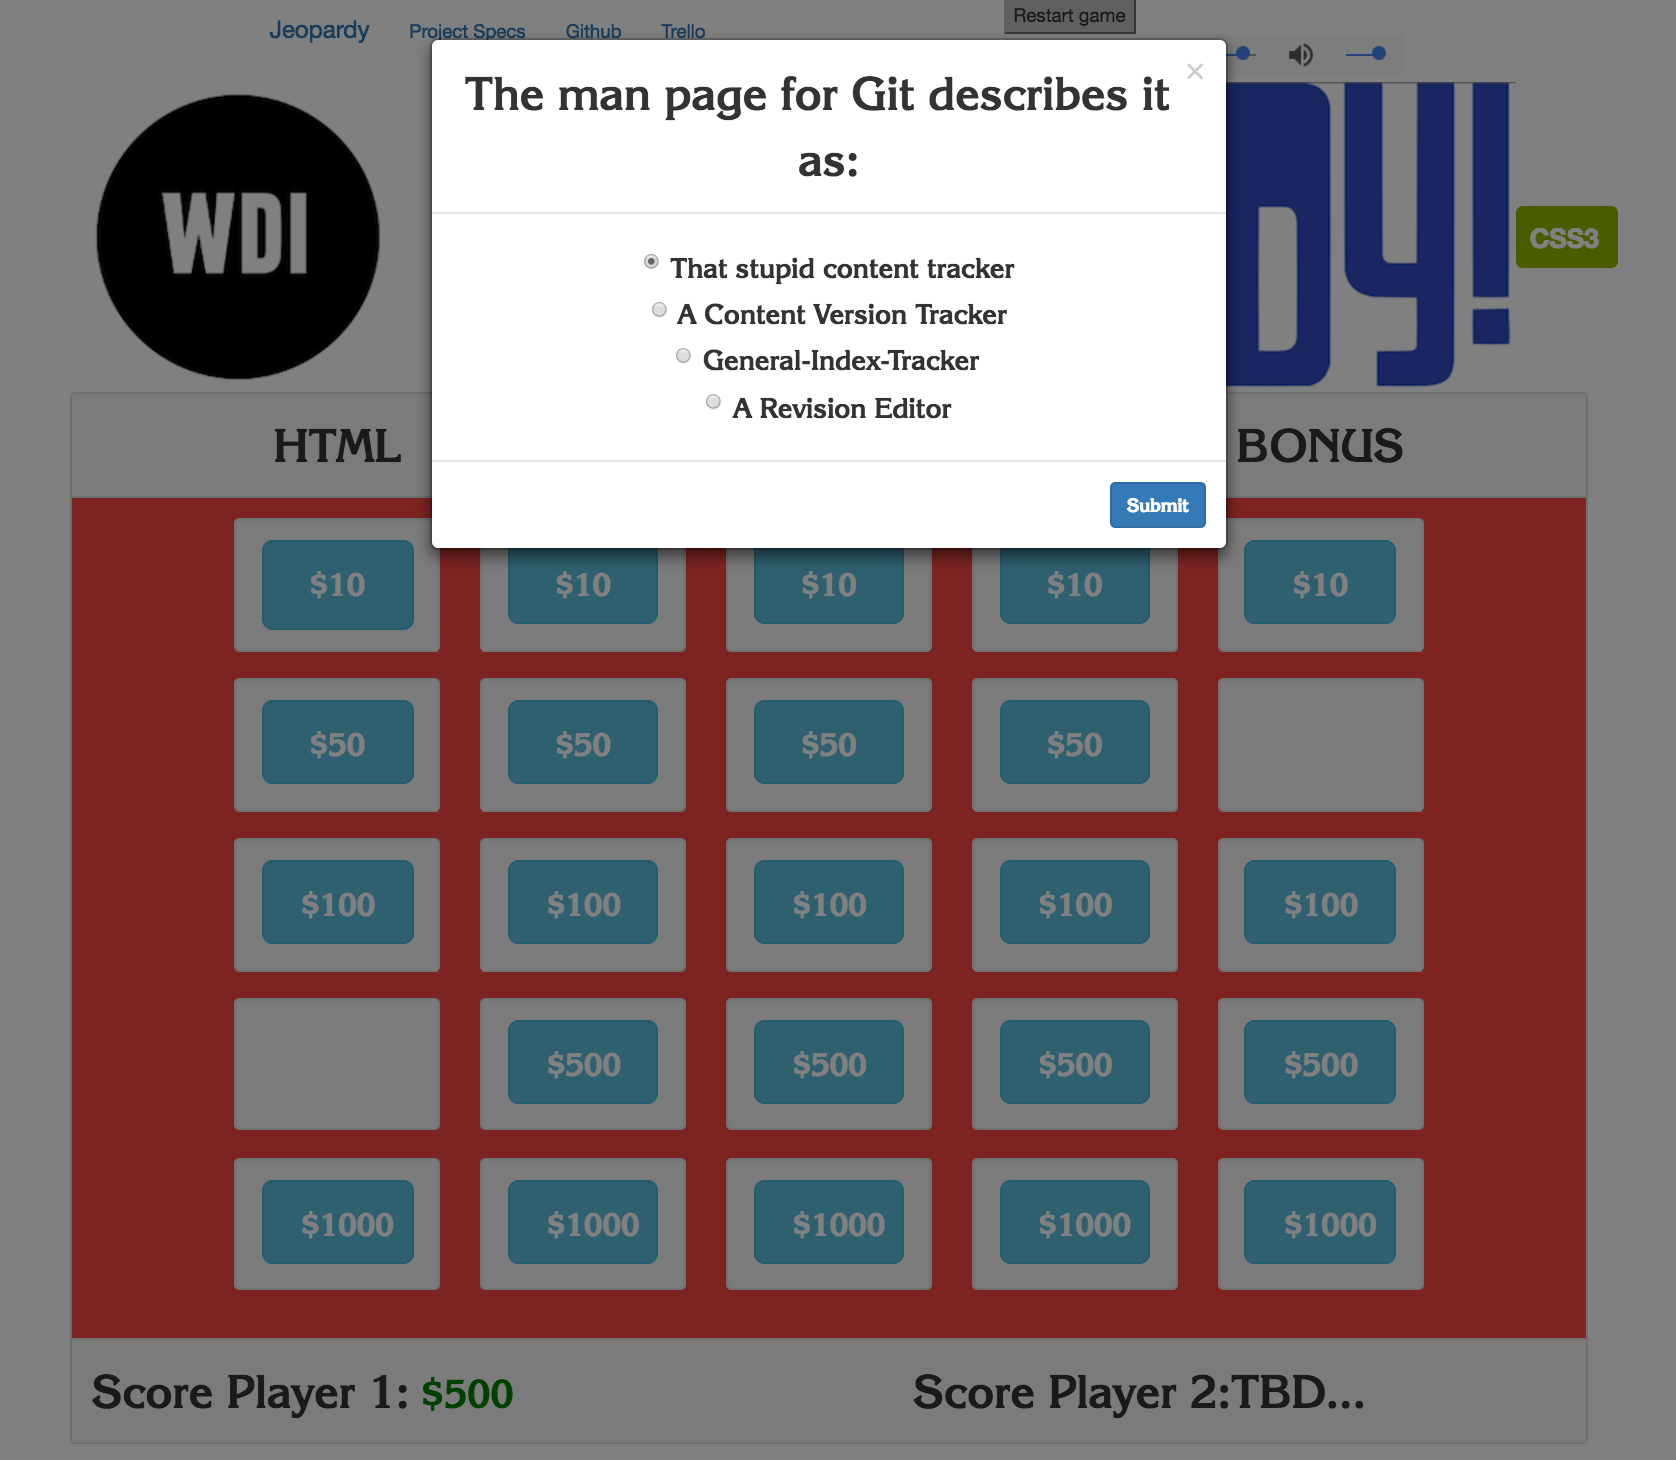 Jeopardy Project Specs Github Trello Restart game
The man page for Git describes it
as:
×
WDI
DY!
CSS3
That stupid content tracker
A Content Version Tracker
General-Index-Tracker
A Revision Editor
Submit
HTML BONUS
$10 $10 $10 $10 $10
$50 $50 $50 $50
$100 $100 $100 $100 $100
$500 $500 $500 $500
$1000 $1000 $1000 $1000 $1000
Score Player 1: $500 Score Player 2:TBD...